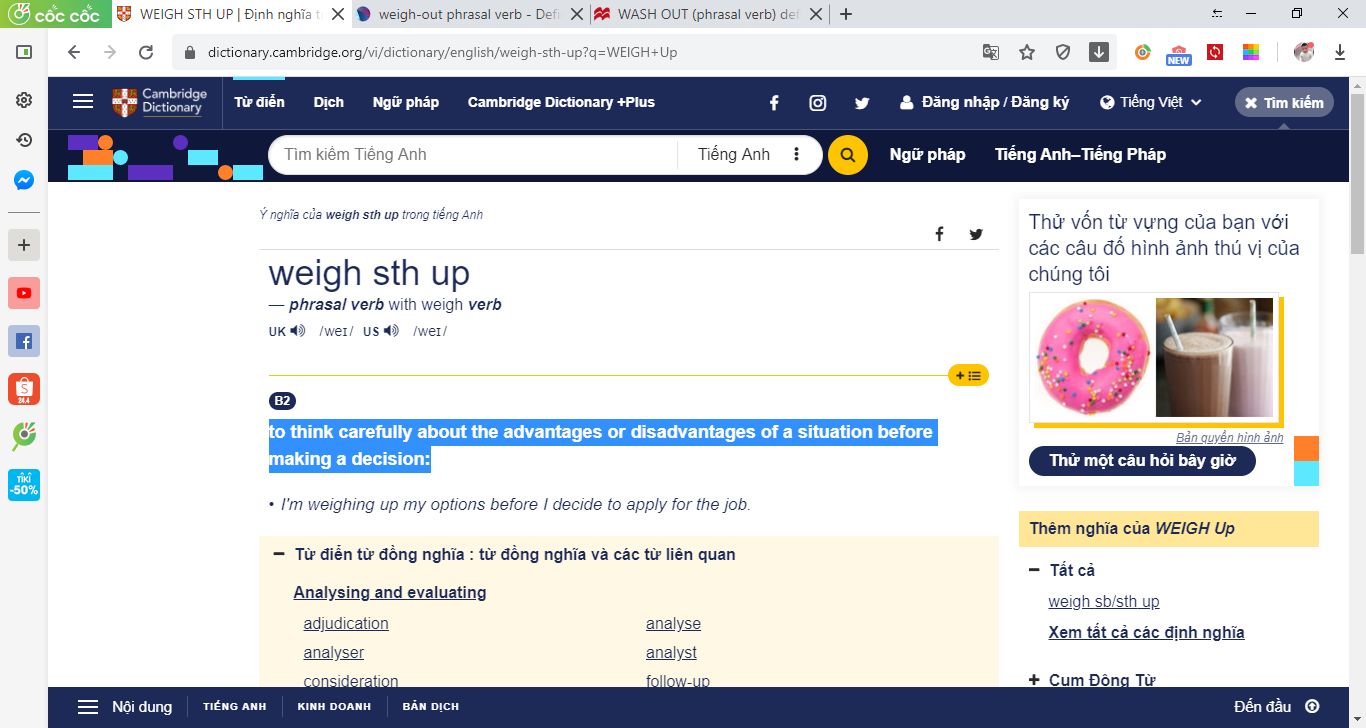 cốc cốc
WEIGH STH UP | Định nghĩa t
weigh-out phrasal verb - Defi
WASH OUT (phrasal verb) def
dictionary.cambridge.org/vi/dictionary/english/weigh-sth-up?q=WEIGH+Up
NEW
Cambridge
Dictionary
Từ điển
Dịch
Ngữ pháp
Cambridge Dictionary +Plus
Đăng nhập / Đăng ký
Tiếng Việt
Tìm kiếm
Tìm kiếm Tiếng Anh
Tiếng Anh
Ngữ pháp
Tiếng Anh–Tiếng Pháp
24.4
TIKI
-50%
Ý nghĩa của weigh sth up trong tiếng Anh
weigh sth up
— phrasal verb with weigh verb
UK /weɪ/ US /weɪ/
B2
to think carefully about the advantages or disadvantages of a situation before
making a decision:
• I'm weighing up my options before I decide to apply for the job.
Từ điển từ đồng nghĩa : từ đồng nghĩa và các từ liên quan
Analysing and evaluating
adjudication
analyse
analyser
analyst
consideration
follow-up
Thử vốn từ vựng của bạn với
các câu đố hình ảnh thú vị của
chúng tôi
Bản quyền hình ảnh
Thử một câu hỏi bây giờ
Thêm nghĩa của WEIGH Up
Tất cả
weigh sb/sth up
Xem tất cả các định nghĩa
Cụm Động Từ
Nội dung
TIẾNG ANH
KINH DOANH
BẢN DỊCH
Đến đầu